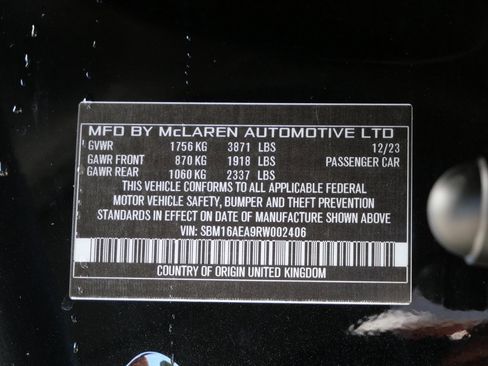 MFD BY McLAREN AUTOMOTIVE LTD
GVWR 1756 KG 3871 LBS 12/23
GAWR FRONT 870 KG 1918 LBS PASSENGER CAR
GAWR REAR 1060 KG 2337 LBS
THIS VEHICLE CONFORMS TO ALL APPLICABLE FEDERAL
MOTOR VEHICLE SAFETY, BUMPER AND THEFT PREVENTION
STANDARDS IN EFFECT ON DATE OF MANUFACTURE SHOWN ABOVE
VIN: SBM16AEA9RW002406
COUNTRY OF ORIGIN UNITED KINGDOM